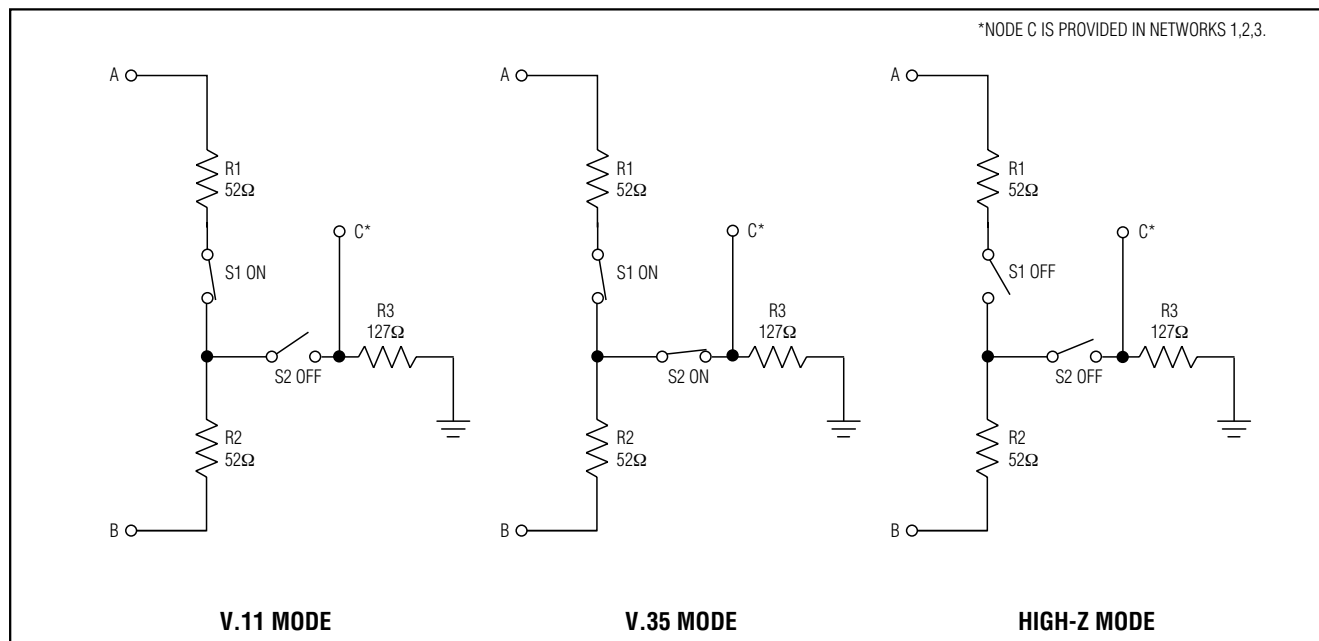 *NODE C IS PROVIDED IN NETWORKS 1,2,3.
A
R1
52Ω
C*
S1 ON
R3
127Ω
S2 OFF
R2
52Ω
B
V.11 MODE
A
R1
52Ω
C*
S1 ON
R3
127Ω
S2 ON
R2
52Ω
B
V.35 MODE
A
R1
52Ω
C*
S1 OFF
R3
127Ω
S2 OFF
R2
52Ω
B
HIGH-Z MODE